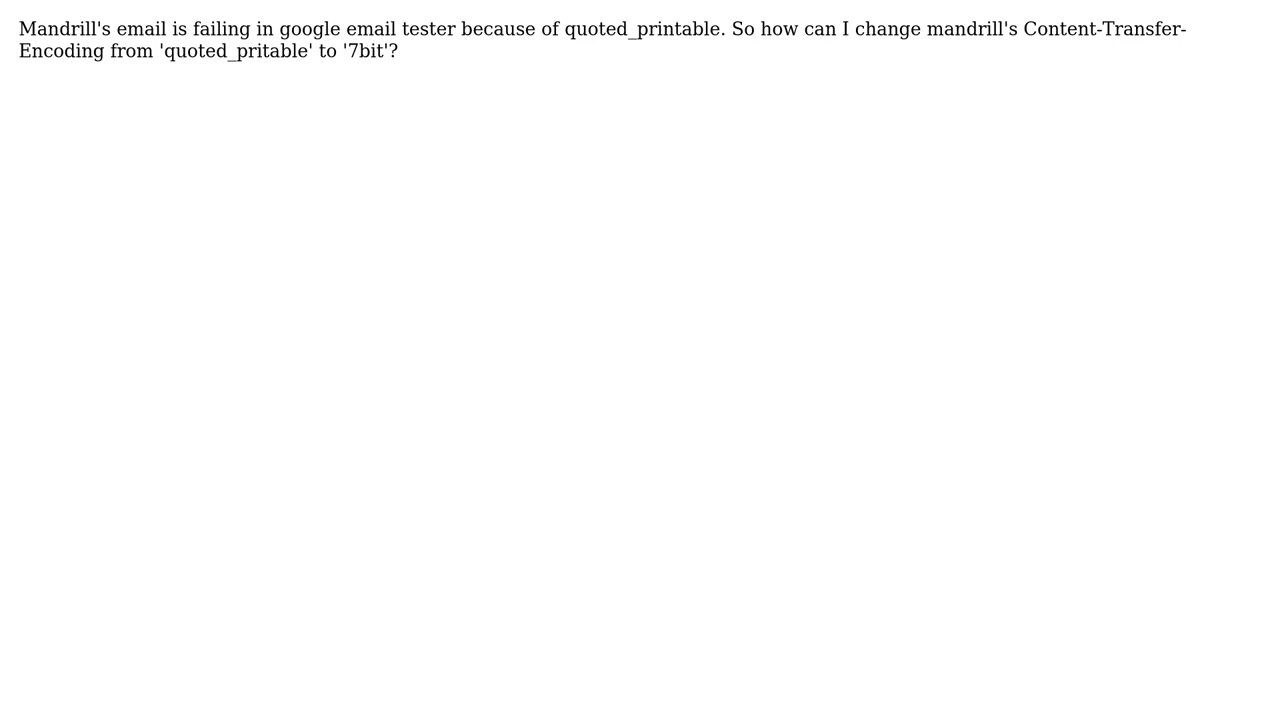 Mandrill's email is failing in google email tester because of quoted_printable. So how can I change mandrill's Content-Transfer-
Encoding from 'quoted_pritable' to '7bit'?